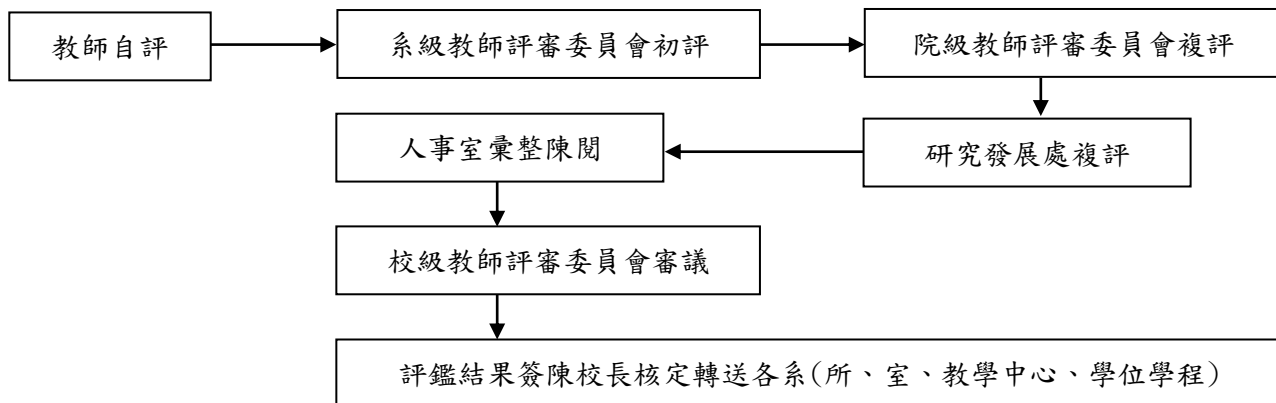 教師自評
系級教師評審委員會初評
院級教師評審委員會複評
研究發展處複評
人事室彙整陳閱
校級教師評審委員會審議
評鑑結果簽陳校長核定轉送各系(所、室、教學中心、學位學程)